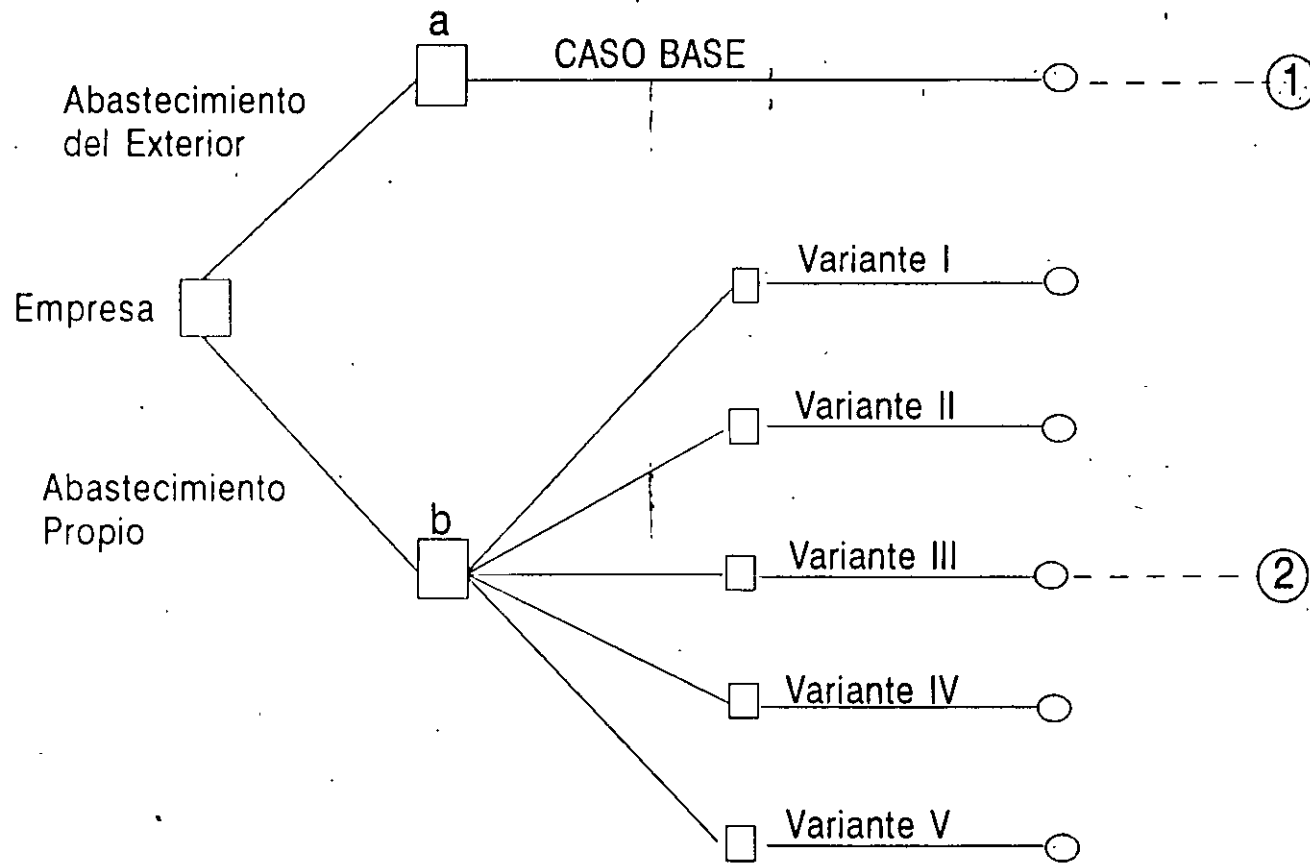 a
CASO BASE
1
Abastecimiento
del Exterior
Variante I
Empresa
Variante II
Abastecimiento
Propio
b
Variante III
2
Variante IV
Variante V